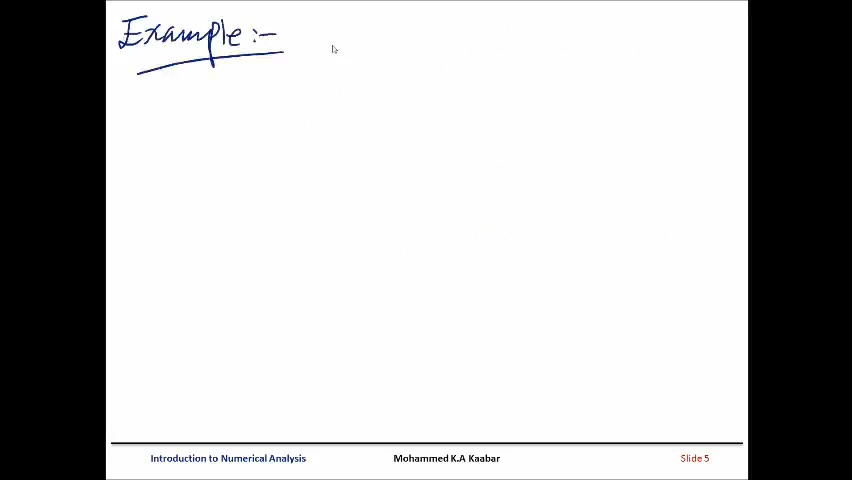 Example :-
Introduction to Numerical Analysis Mohammed K.A Kaabar Slide 5